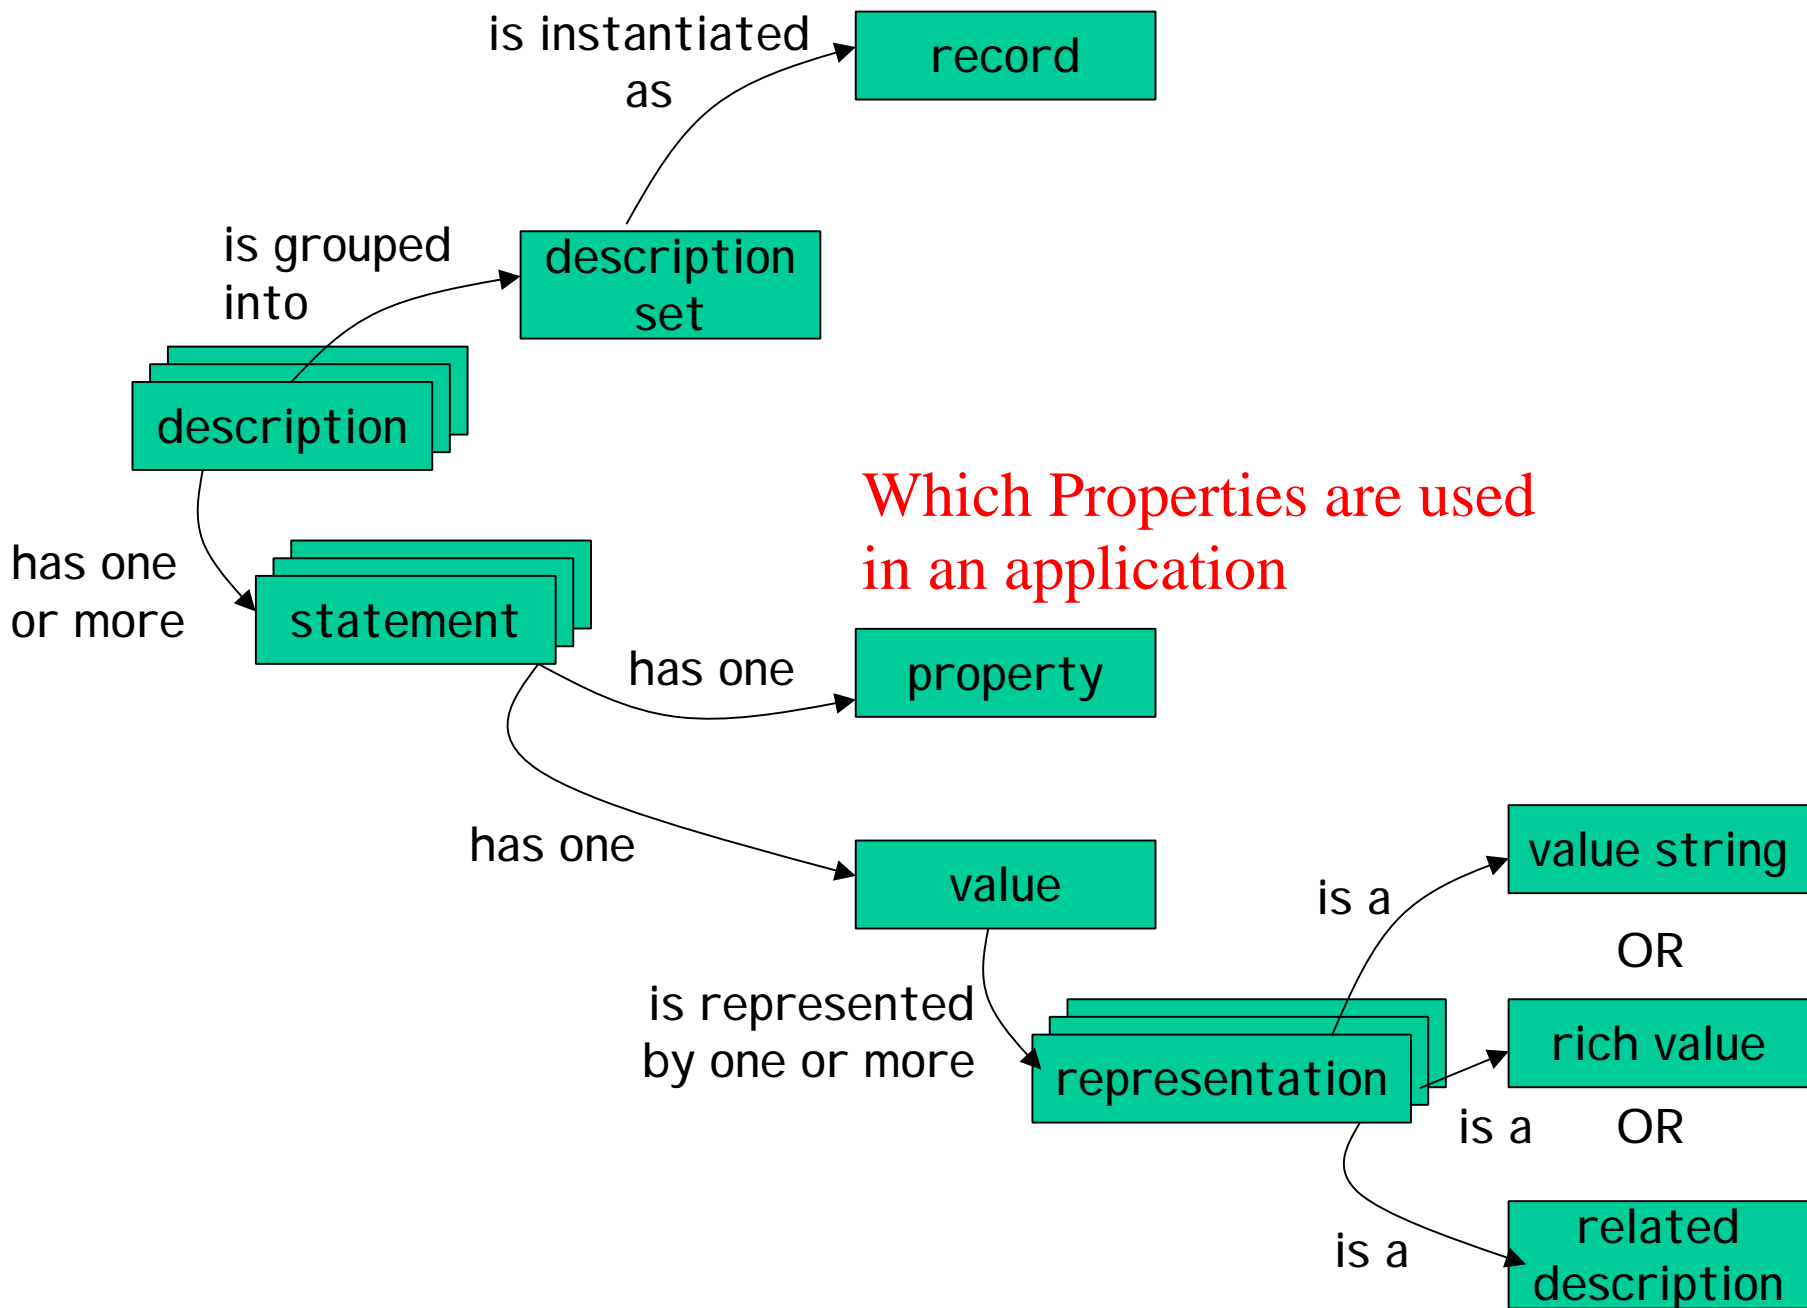 is instantiated
as
record
is grouped
into
description
set
description
Which Properties are used
in an application
has one
or more
statement
has one
property
has one
value
value string
is a
OR
is represented
by one or more
representation
rich value
is a
OR
is a
related
description